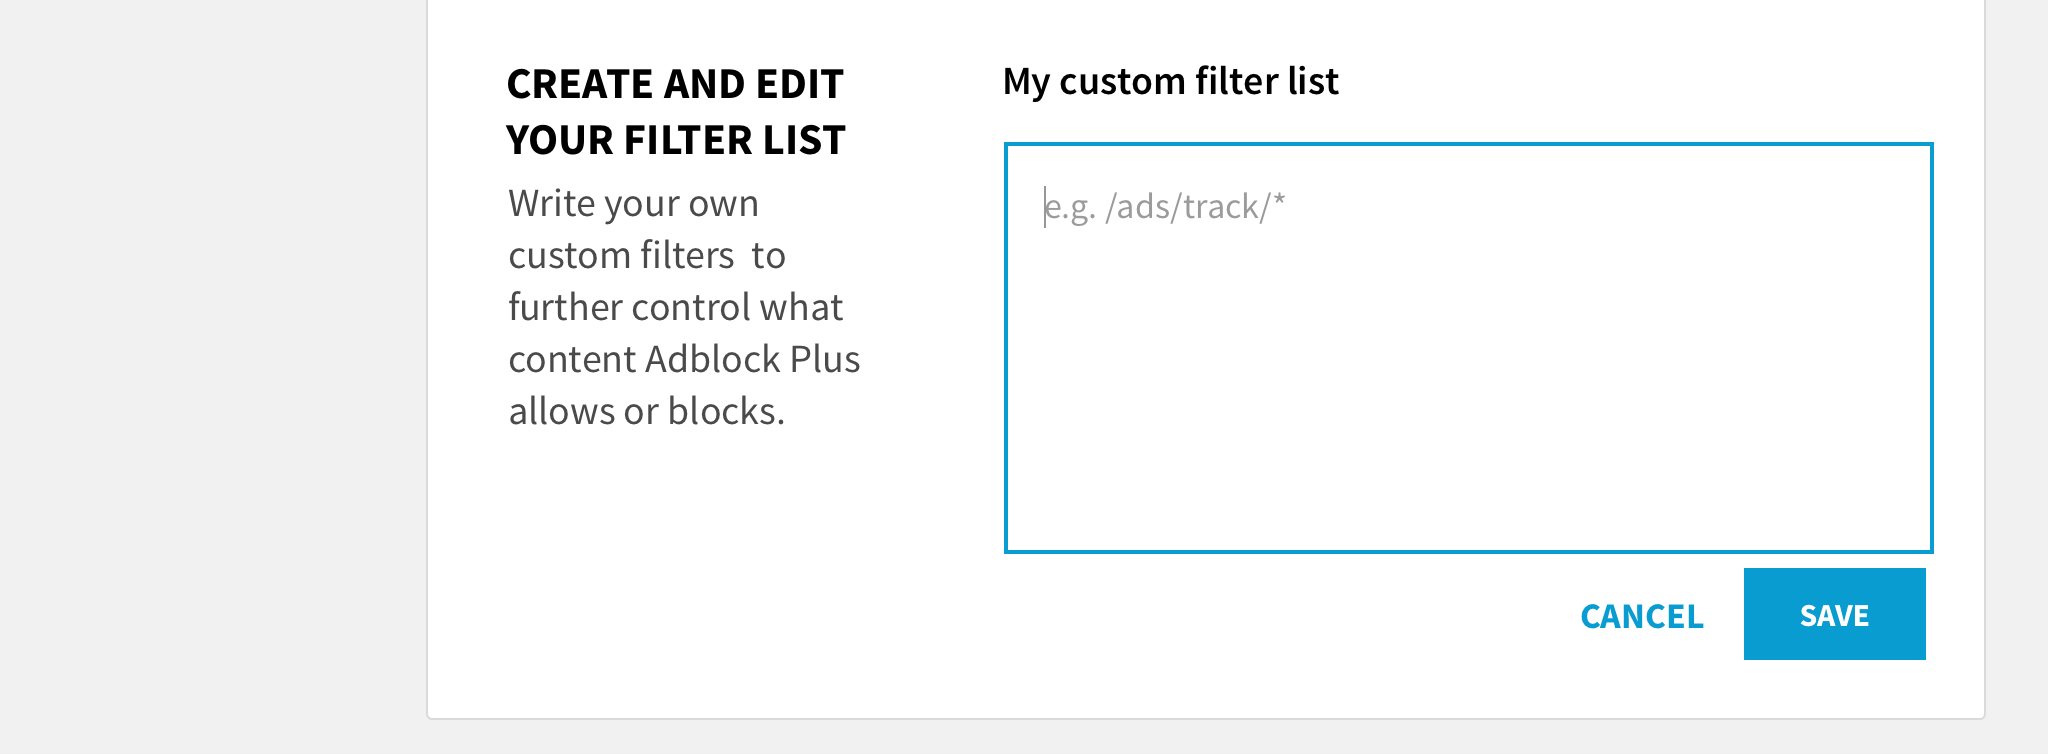 CREATE AND EDIT
YOUR FILTER LIST
Write your own
custom filters  to
further control what
content Adblock Plus
allows or blocks.
My custom filter list
e.g. /ads/track/*
CANCEL
SAVE